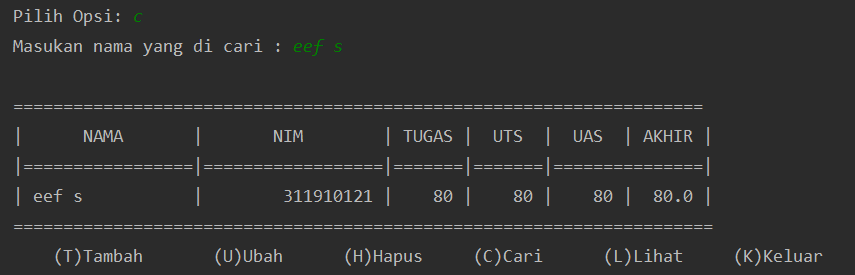 Pilih Opsi: c
Masukan nama yang di cari : eef s
=====================================================================
|      NAMA       |       NIM        | TUGAS |  UTS  |  UAS  | AKHIR |
|=================|==================|=======|=======|===============|
| eef s           |        311910121 |    80 |    80 |    80 |  80.0 |
======================================================================
    (T)Tambah       (U)Ubah      (H)Hapus     (C)Cari       (L)Lihat     (K)Keluar